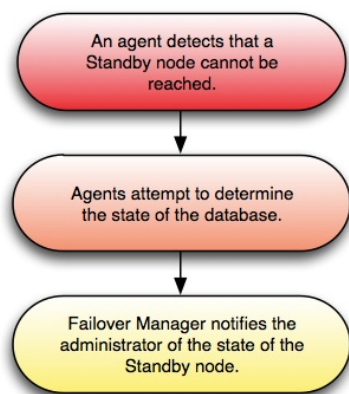 An agent detects that a
Standby node cannot be
reached.
Agents attempt to determine
the state of the database.
Failover Manager notifies the
administrator of the state of the
Standby node.